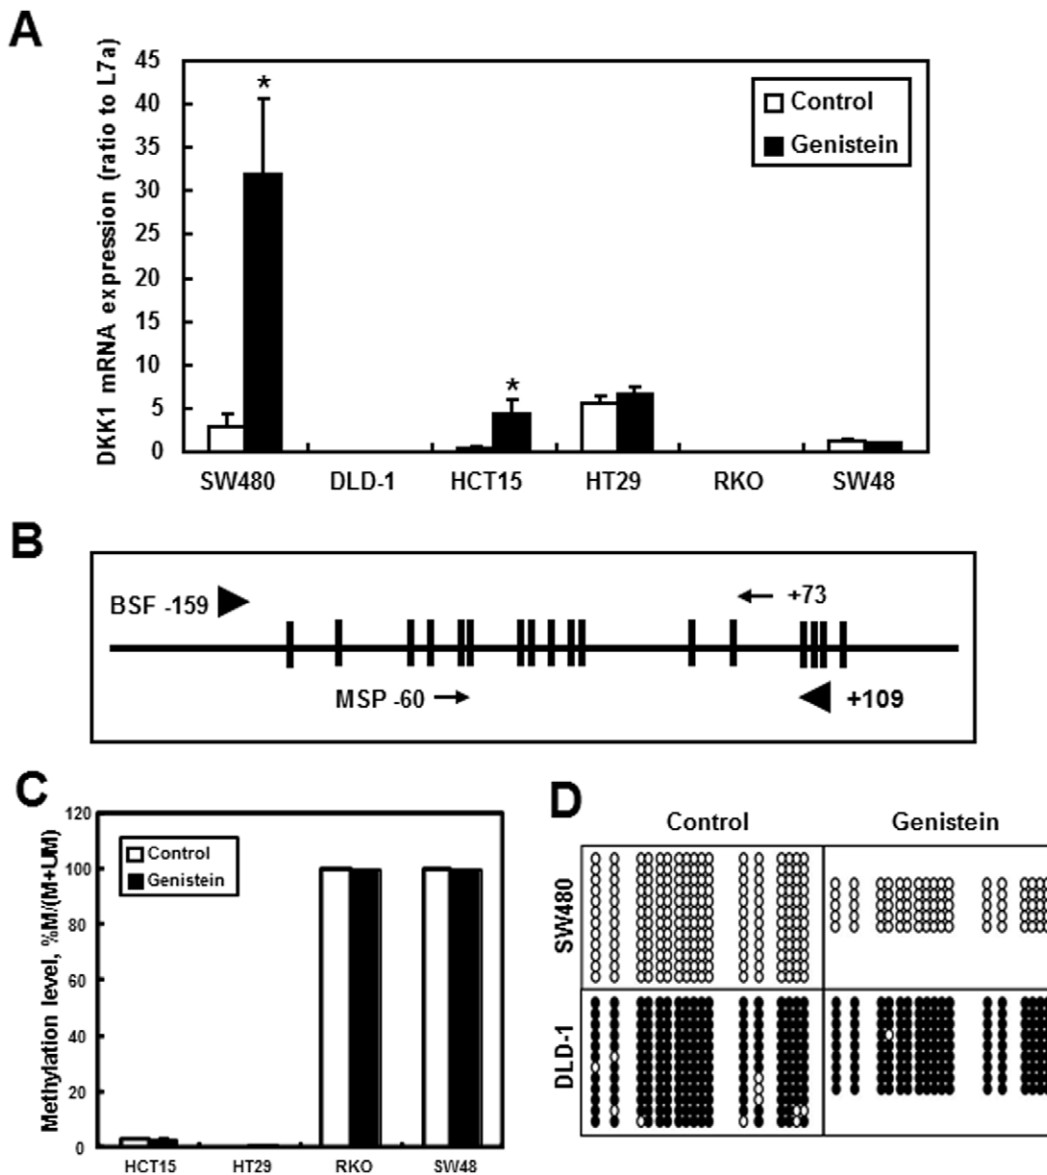 A
DKK1 mRNA expression (ratio to L7a)
45
40
35
30
25
20
15
10
5
0
*
*
Control
Genistein
SW480 DLD-1 HCT15 HT29 RKO SW48
B
BSF -159
+73
MSP -60
+109
C
Methylation level, %M/(M+UM)
120
100
80
60
40
20
0
Control
Genistein
HCT15 HT29 RKO SW48
D
Control Genistein
SW480
DLD-1